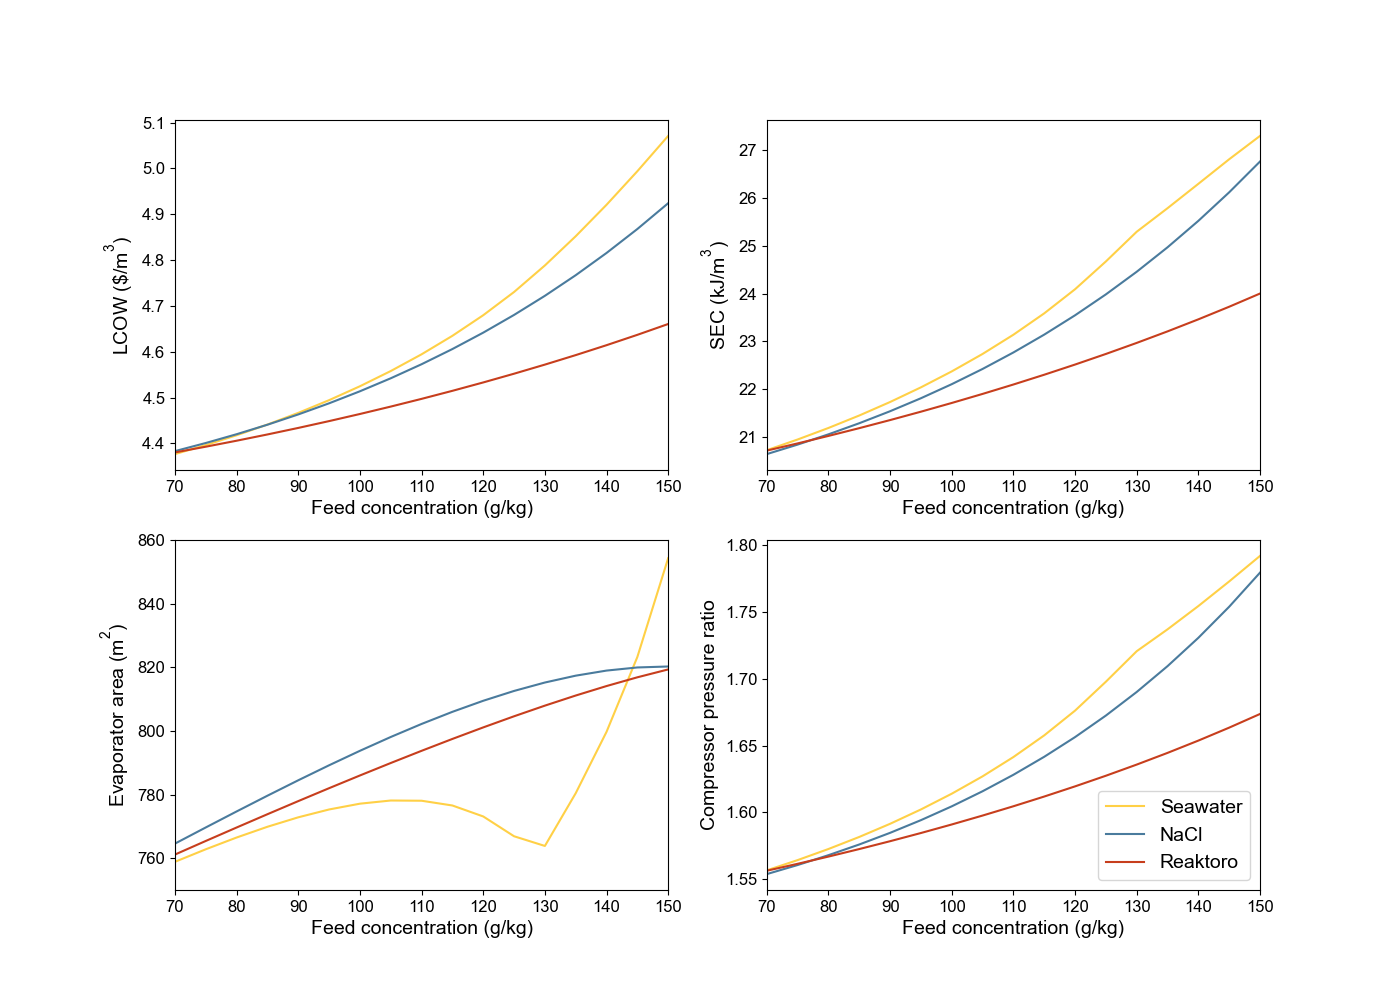 5.1
5.0
4.9
4.8
4.7
4.6
4.5
4.4
LCOW ($/m³)
70 80 90 100 110 120 130 140 150
Feed concentration (g/kg)
27
26
25
24
23
22
21
SEC (kJ/m³)
70 80 90 100 110 120 130 140 150
Feed concentration (g/kg)
860
840
820
800
780
760
Evaporator area (m²)
70 80 90 100 110 120 130 140 150
Feed concentration (g/kg)
1.80
1.75
1.70
1.65
1.60
1.55
Compressor pressure ratio
Seawater
NaCl
Reaktoro
70 80 90 100 110 120 130 140 150
Feed concentration (g/kg)